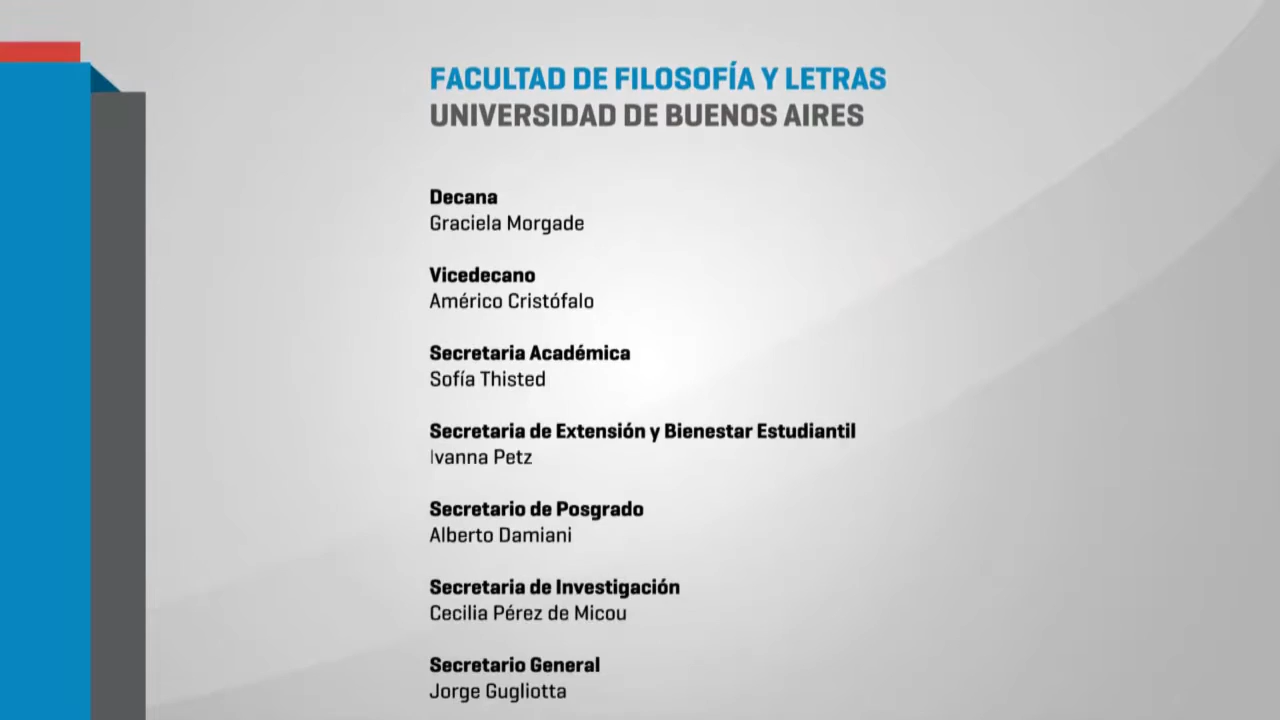 FACULTAD DE FILOSOFÍA Y LETRAS
UNIVERSIDAD DE BUENOS AIRES
Decana
Graciela Morgade
Vicedecano
Américo Cristófalo
Secretaria Académica
Sofía Thisted
Secretaria de Extensión y Bienestar Estudiantil
Ivanna Petz
Secretario de Posgrado
Alberto Damiani
Secretaria de Investigación
Cecilia Pérez de Micou
Secretario General
Jorge Gugliotta